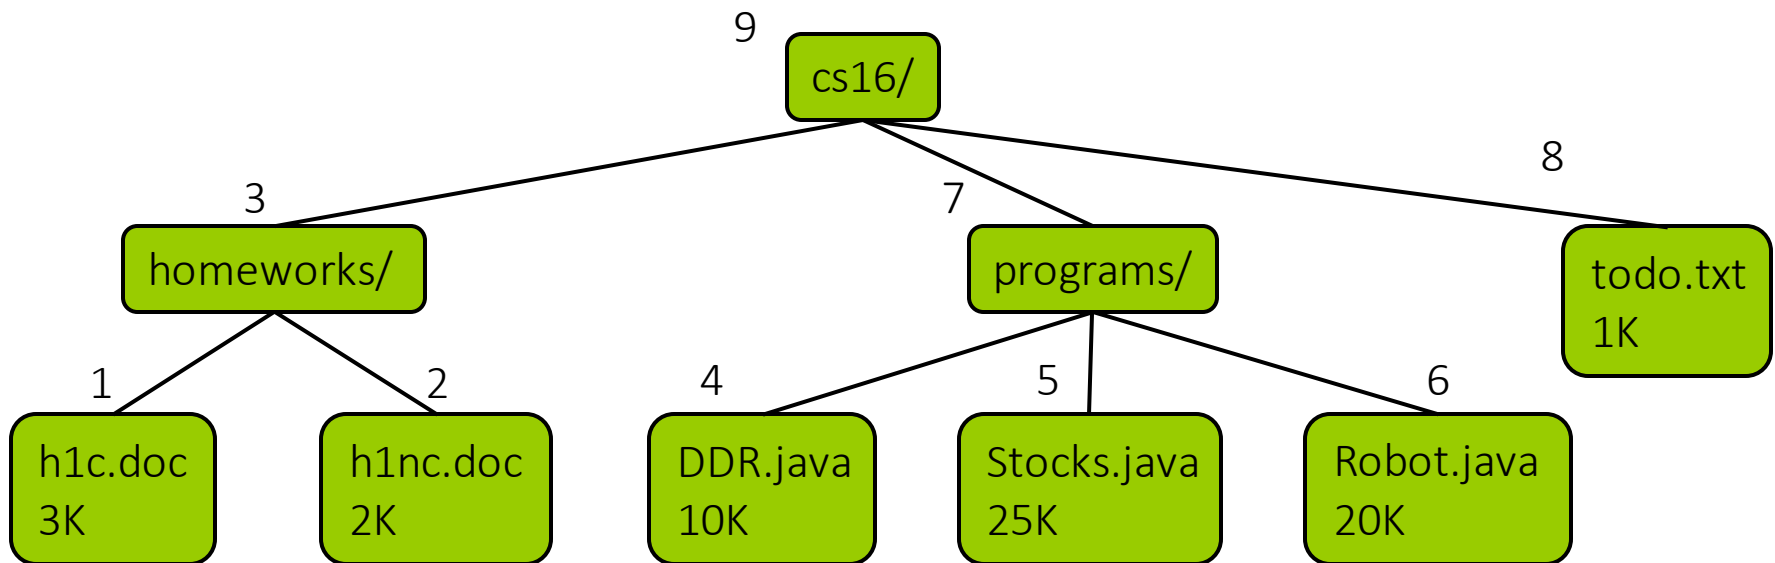 9
cs16/
8
3
7
homeworks/
programs/
todo.txt
1K
1
2
4
5
6
h1c.doc
3K
h1nc.doc
2K
DDR.java
10K
Stocks.java
25K
Robot.java
20K